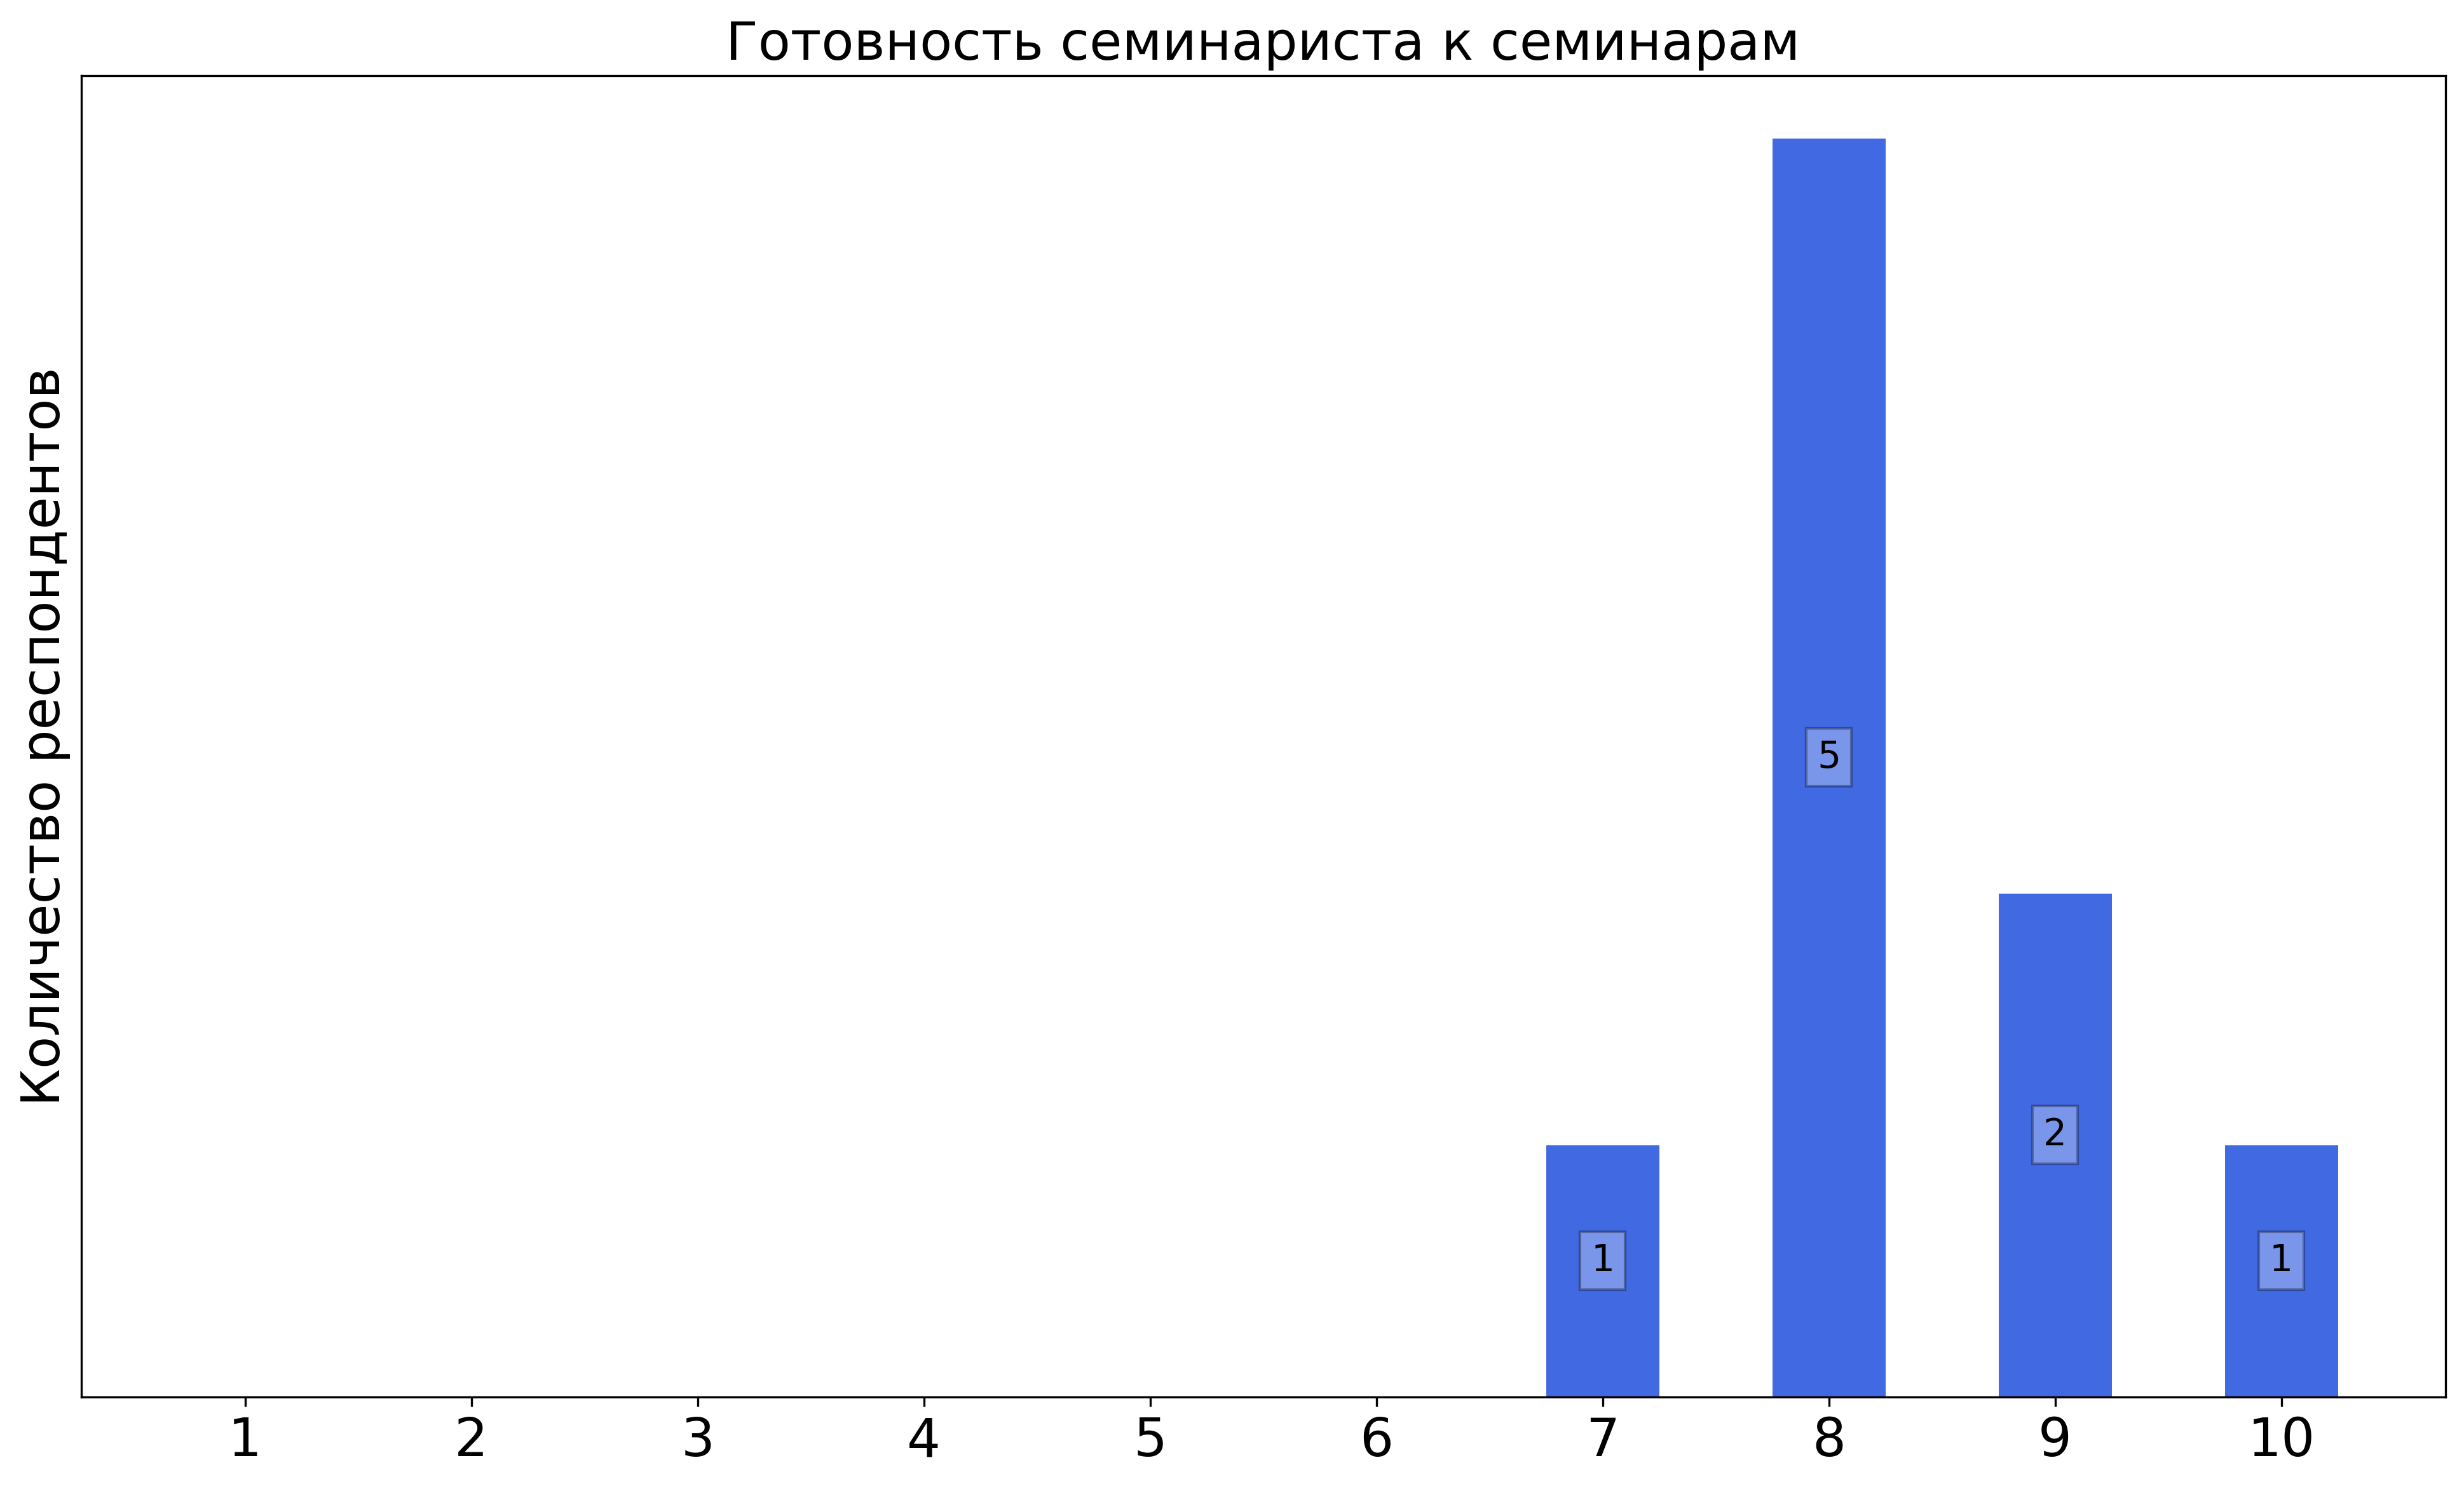 Готовность семинариста к семинарам
Количество респондентов
5
2
1
1
1 2 3 4 5 6 7 8 9 10